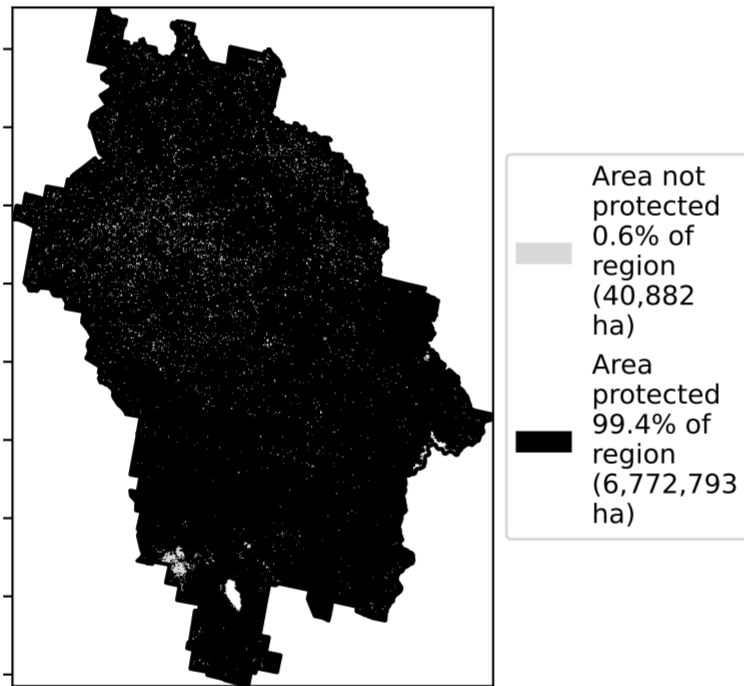 Area not
protected
0.6% of
region
(40,882
ha)
Area
protected
99.4% of
region
(6,772,793
ha)